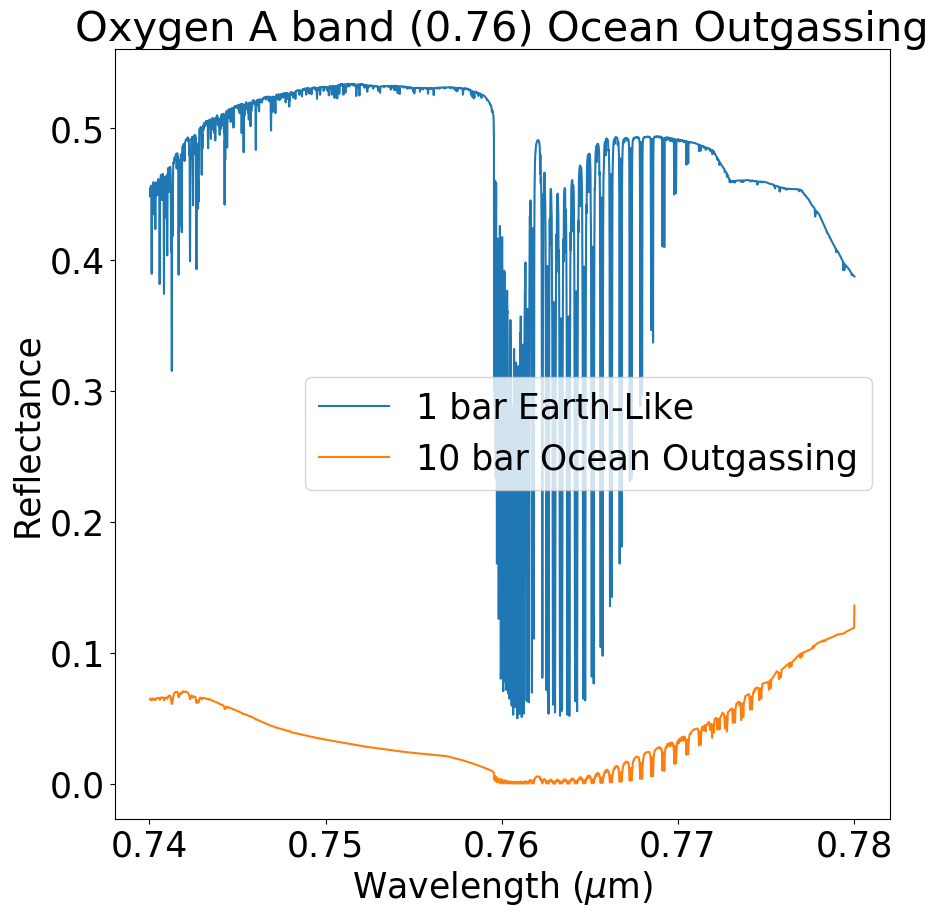 Oxygen A band (0.76) Ocean Outgassing
Reflectance
0.5
0.4
0.3
0.2
0.1
0.0
1 bar Earth-Like
10 bar Ocean Outgassing
0.74 0.75 0.76 0.77 0.78
Wavelength (μm)